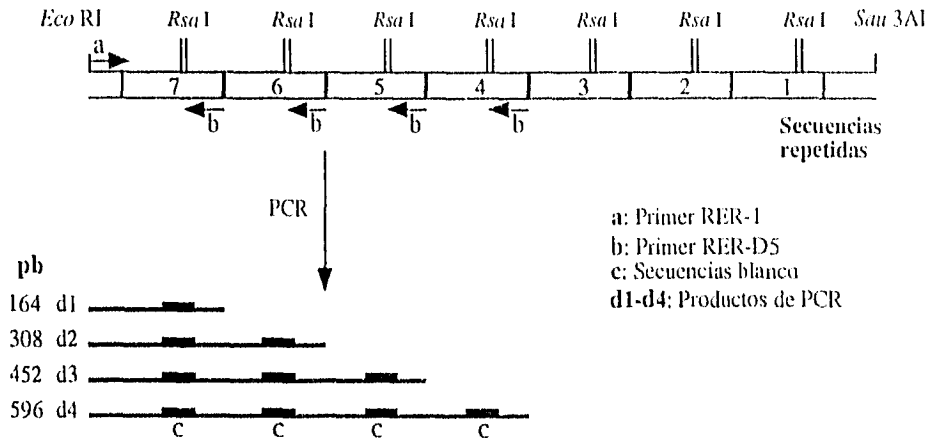 Eco RI Rsa I Rsa I Rsa I Rsa I Rsa I Rsa I Rsa I Sau 3AI
a
7 6 5 4 3 2 1
b b b b
Secuencias
repetidas
PCR
a: Primer RER-1
b: Primer RER-D5
c: Secuencias blanco
d1-d4: Productos de PCR
pb
164 d1
308 d2
452 d3
596 d4
c c c c